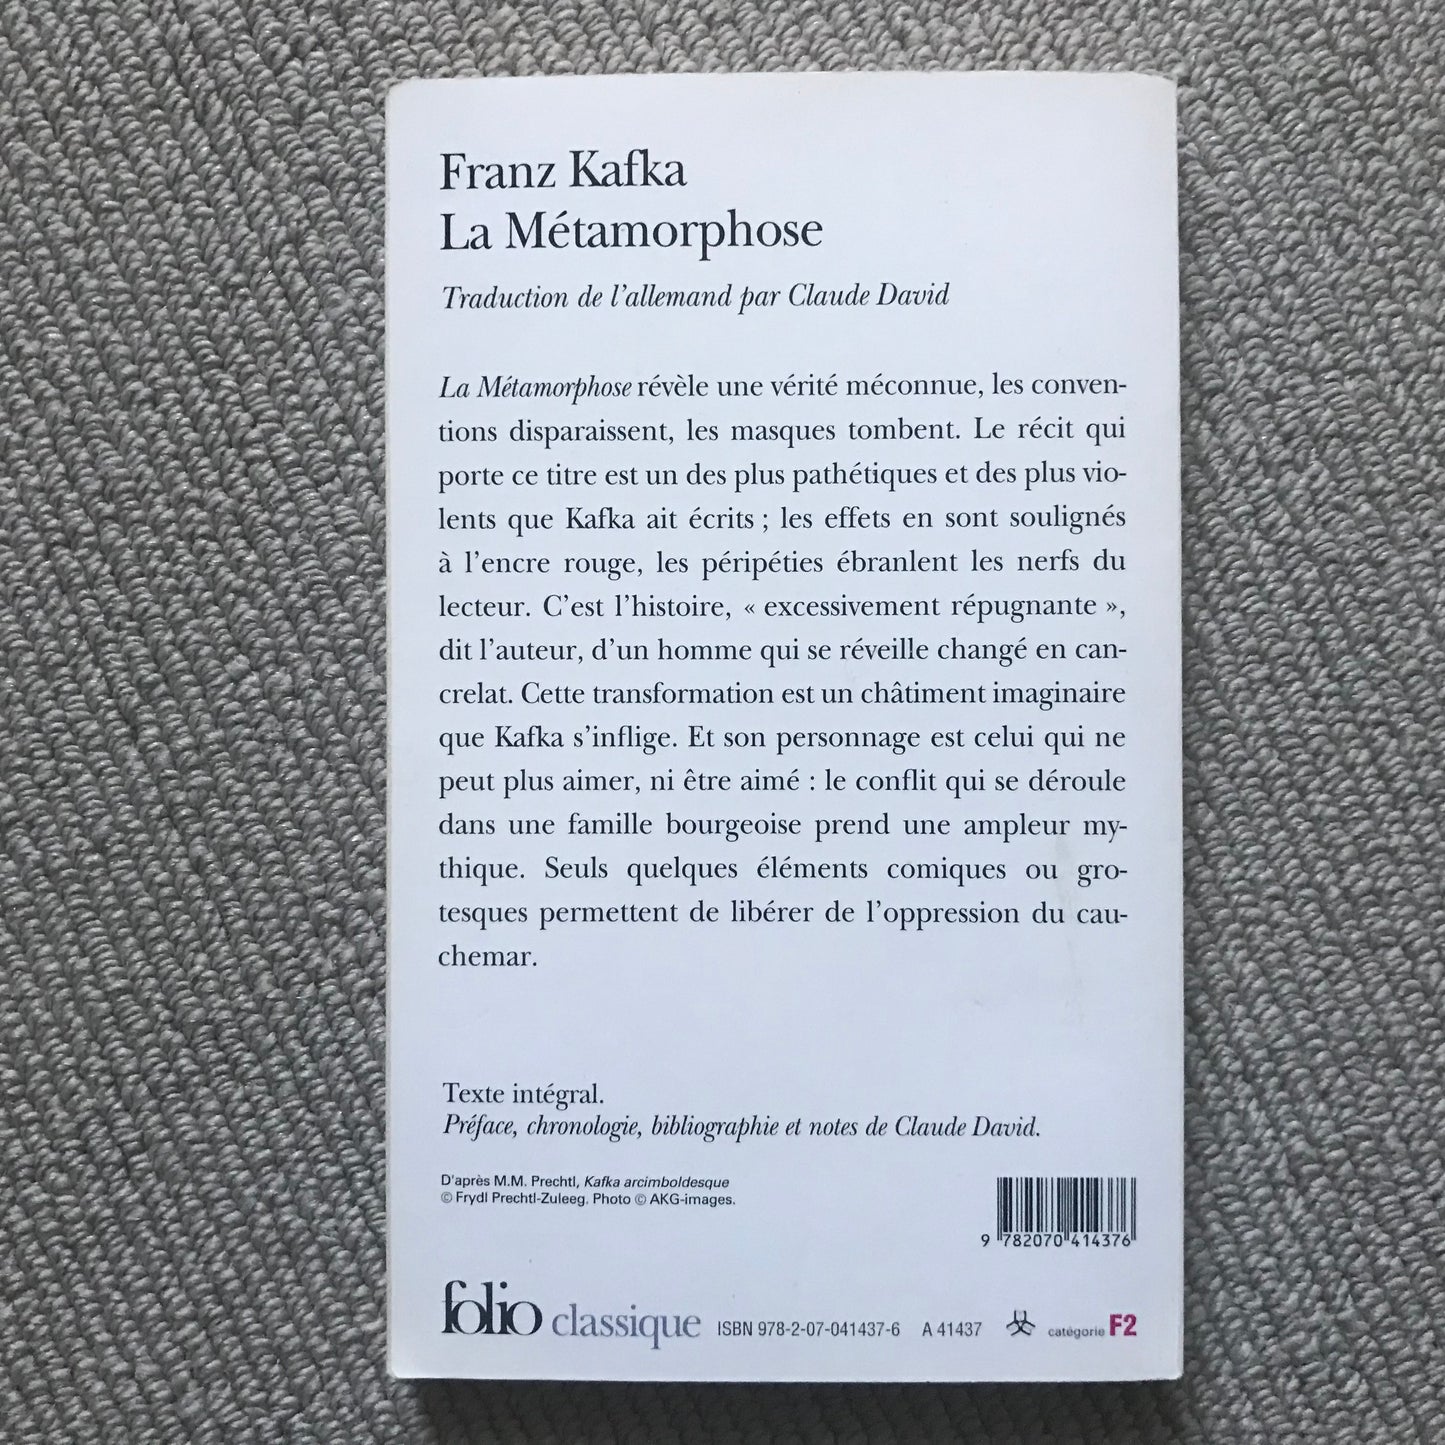 Franz Kafka
La Métamorphose
Traduction de l'allemand par Claude David
La Métamorphose révèle une vérité méconnue, les conven-
tions disparaissent, les masques tombent. Le récit qui
porte ce titre est un des plus pathétiques et des plus vio-
lents que Kafka ait écrits ; les effets en sont soulignés
à l'encre rouge, les péripéties ébranlent les nerfs du
lecteur. C'est l'histoire, « excessivement répugnante »,
dit l'auteur, d'un homme qui se réveille changé en can-
crelat. Cette transformation est un châtiment imaginaire
que Kafka s'inflige. Et son personnage est celui qui ne
peut plus aimer, ni être aimé : le conflit qui se déroule
dans une famille bourgeoise prend une ampleur my-
thique. Seuls quelques éléments comiques ou gro-
tesques permettent de libérer de l'oppression du cau-
chemar.
Texte intégral.
Préface, chronologie, bibliographie et notes de Claude David.
D'après M.M. Prechtl, Kafka arcimboldesque
© Frydl Prechtl-Zuleeg. Photo © AKG-images.
9 782070 414376
folio classique ISBN 978-2-07-041437-6 A 41437 catégorie F2